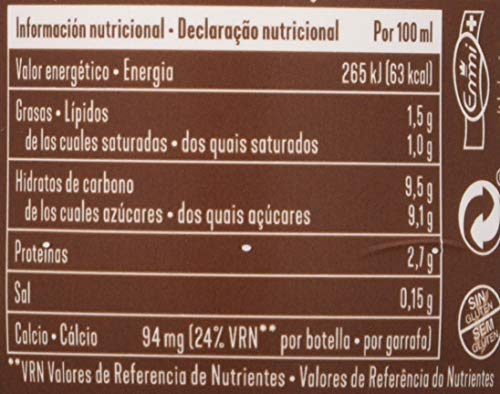 Información nutricional • Declaração nutricional Por 100 ml
Valor energético • Energia 265 kJ (63 kcal)
Grasas • Lípidos 1,5 g
de los cuales saturadas • dos quais saturados 1,0 g
Hidratos de carbono 9,5 g
de los cuales azúcares • dos quais açúcares 9,1 g
Proteínas 2,7 g
Sal 0,15 g
Calcio • Cálcio 94 mg (24% VRN** por botella • por garrafa)
**VRN Valores de Referencia de Nutrientes • Valores de Referência do Nutrientes
Emmi
SIN
GLUTEN
SEM
GLUTEN